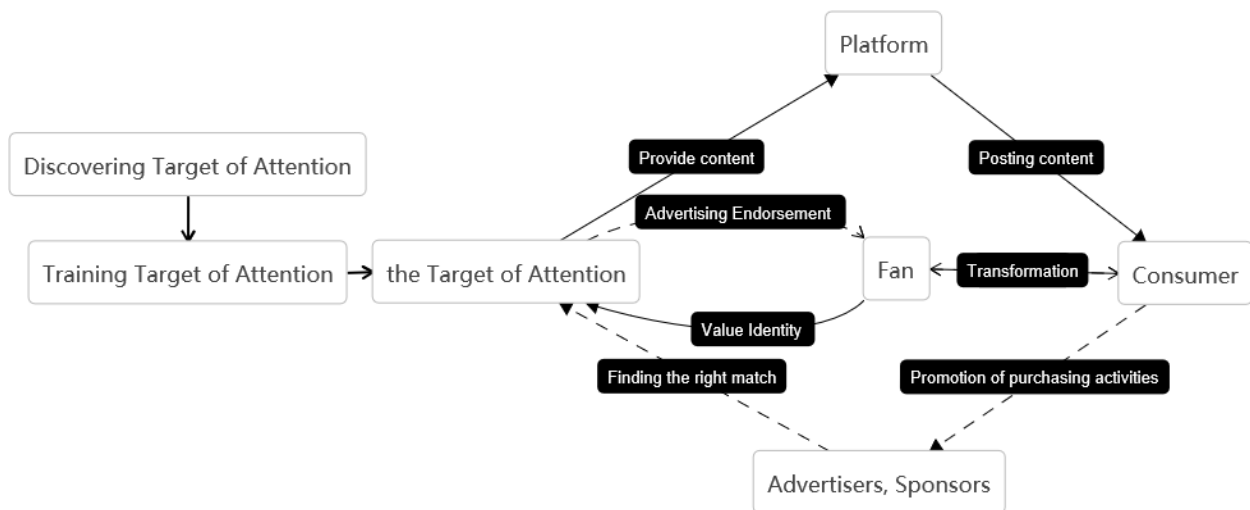 Platform
Provide content
Posting content
Discovering Target of Attention
Advertising Endorsement
Training Target of Attention
the Target of Attention
Fan
Transformation
Consumer
Value Identity
Finding the right match
Promotion of purchasing activities
Advertisers, Sponsors